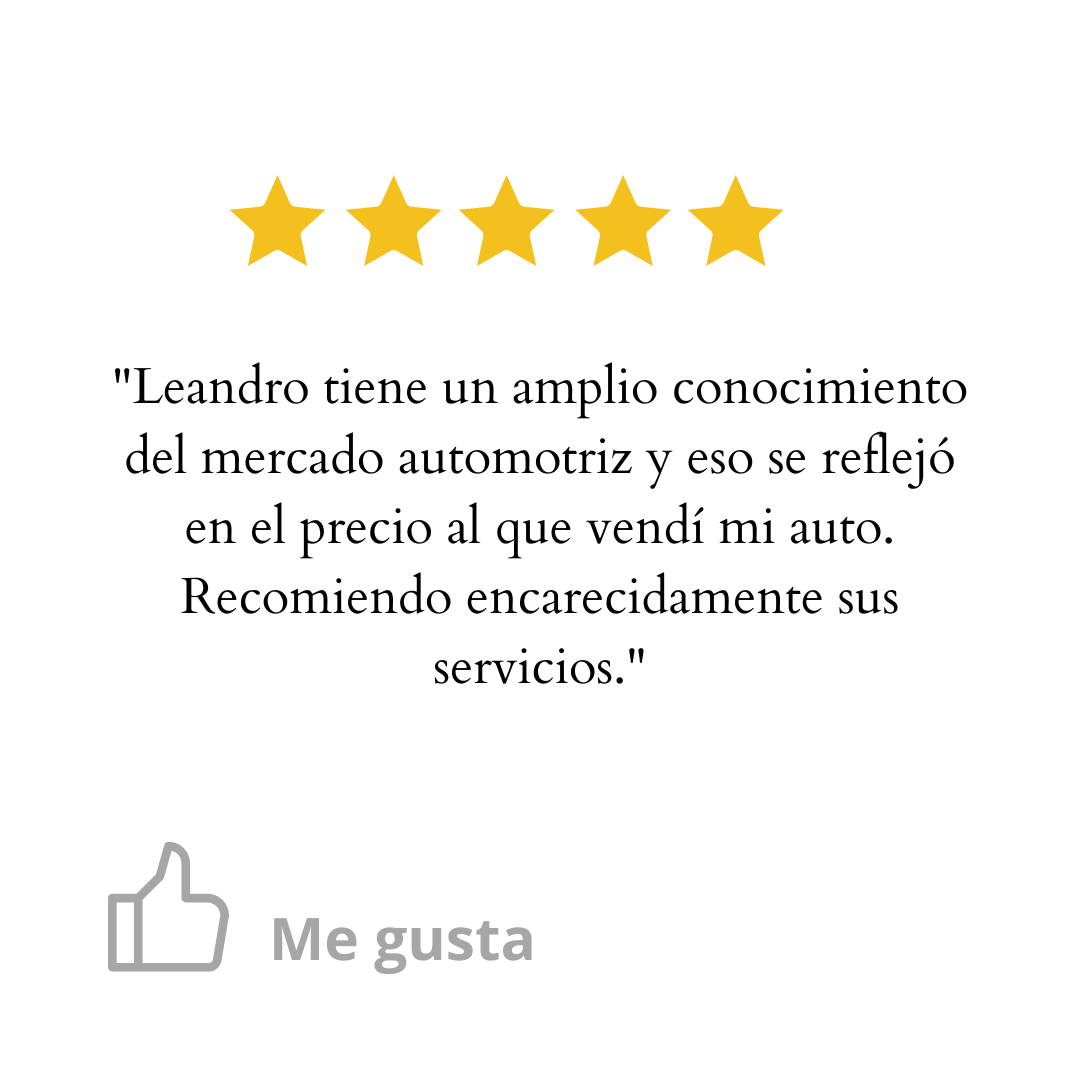 "Leandro tiene un amplio conocimiento
del mercado automotriz y eso se reflejó
en el precio al que vendí mi auto.
Recomiendo encarecidamente sus
servicios."
Me gusta